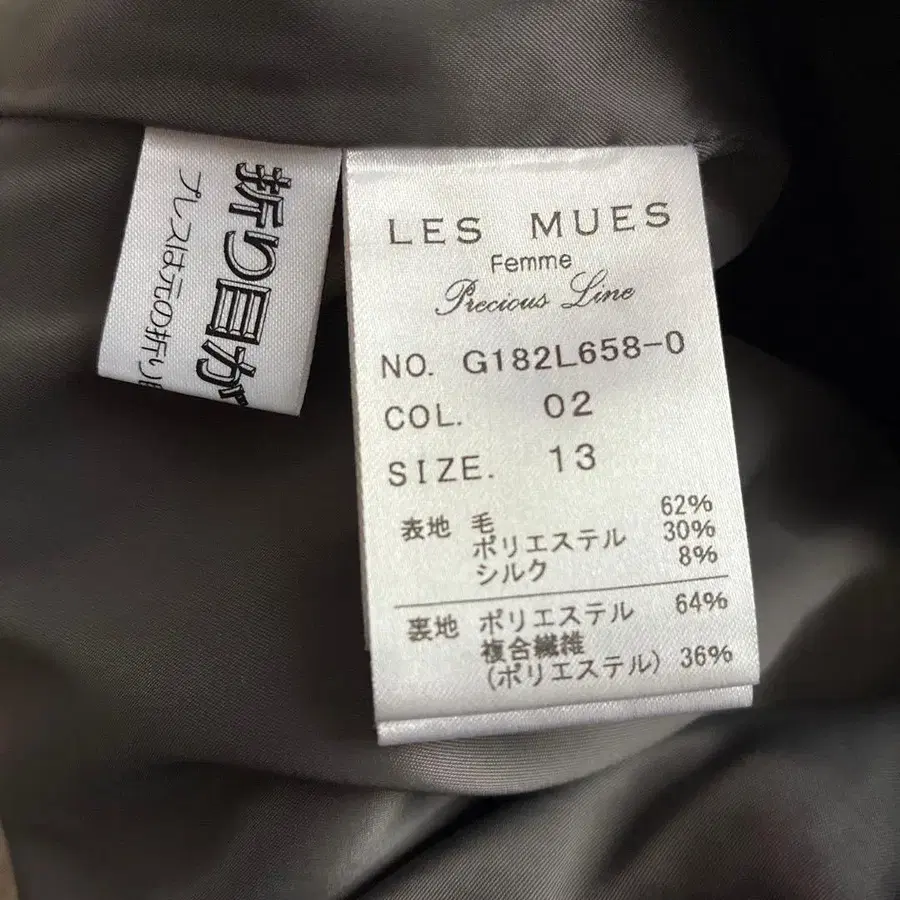 折り目が
プレスは元の折り
LES MUES
Femme
Precious Line
NO. G182L658-0
COL. 02
SIZE. 13
表地 毛 62%
ポリエステル 30%
シルク 8%
裏地 ポリエステル 64%
複合繊維
(ポリエステル) 36%